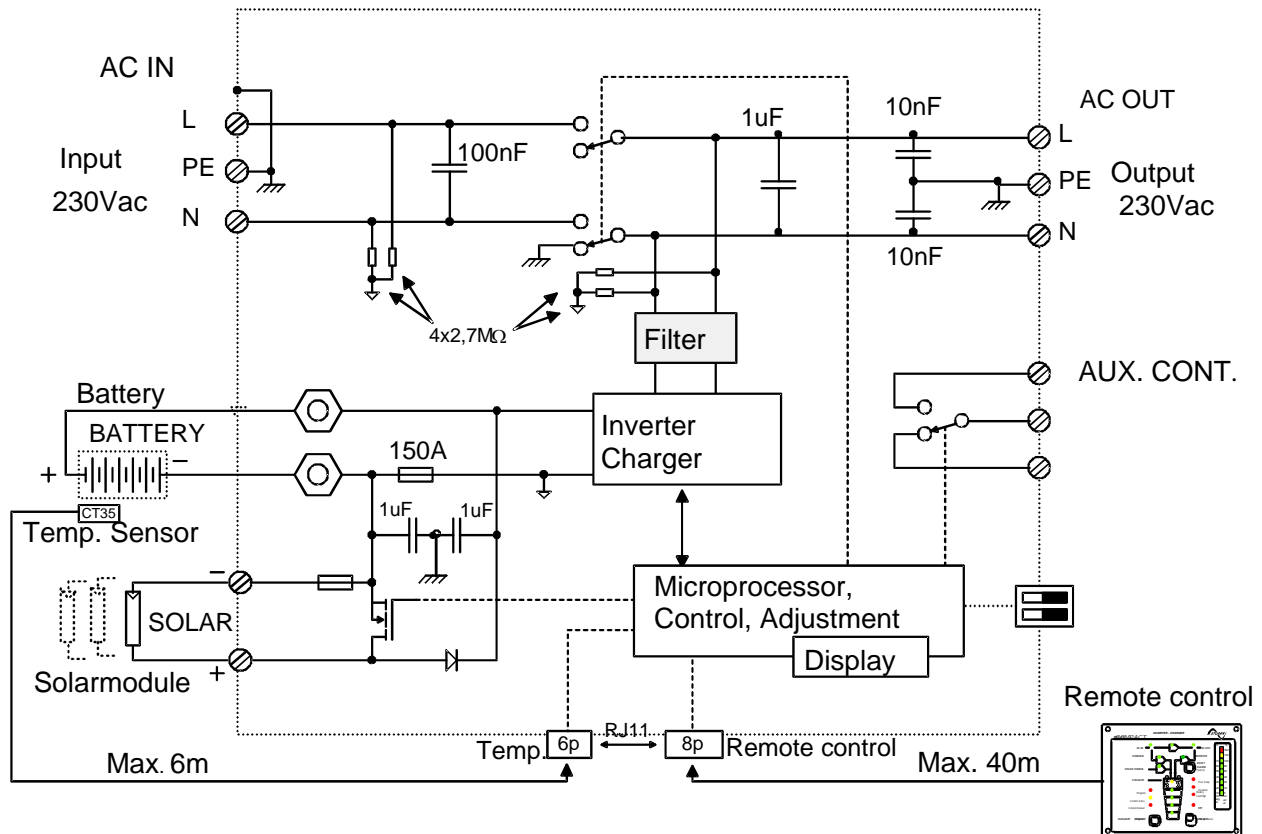 AC IN
L
Input
PE
230Vac
N
100nF
1uF
10nF
10nF
AC OUT
L
PE
Output
230Vac
N
4x2,7MΩ
Filter
Battery
BATTERY
+
−
150A
Inverter
Charger
AUX. CONT.
CT35
Temp. Sensor
1uF
1uF
−
SOLAR
+
Solarmodule
Microprocessor,
Control, Adjustment
Display
Temp.
6p
RJ11
8p
Remote control
Max. 6m
Max. 40m
Remote control